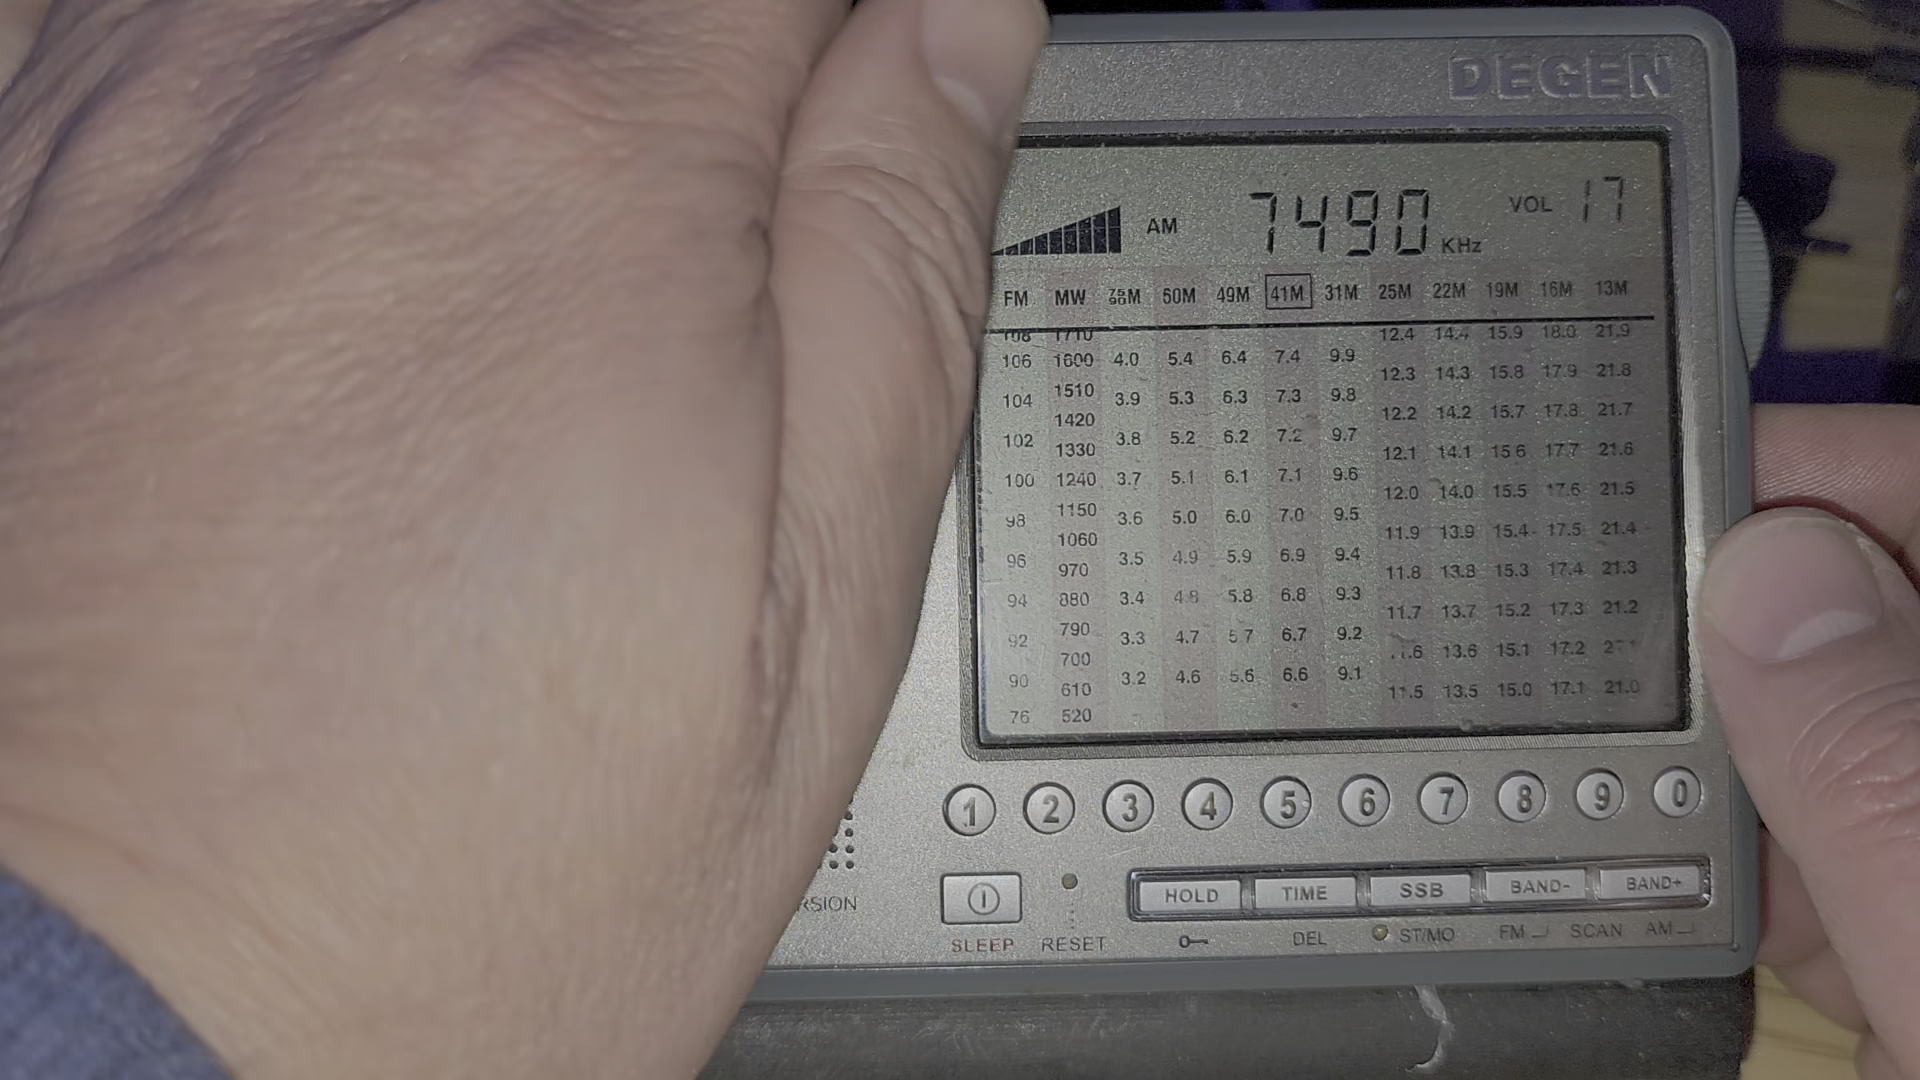 DEGEN
AM 7490 KHz VOL 17
FM MW 75 90M 60M 49M 41M 31M 25M 22M 19M 16M 13M
108 1710 12.4 14.4 15.9 18.0 21.9
106 1600 4.0 5.4 6.4 7.4 9.9
12.3 14.3 15.8 17.9 21.8
104 1510 3.9 5.3 6.3 7.3 9.8
1420 12.2 14.2 15.7 17.8 21.7
102 3.8 5.2 6.2 7.2 9.7
1330 12.1 14.1 15.6 17.7 21.6
100 1240 3.7 5.1 6.1 7.1 9.6
12.0 14.0 15.5 17.6 21.5
98 1150 3.6 5.0 6.0 7.0 9.5
1060 11.9 13.9 15.4 17.5 21.4
96 970 3.5 4.9 5.9 6.9 9.4
11.8 13.8 15.3 17.4 21.3
94 880 3.4 4.8 5.8 6.8 9.3
11.7 13.7 15.2 17.3 21.2
92 790 3.3 4.7 5.7 6.7 9.2
700 13.6 15.1 17.2
90 3.2 4.6 5.6 6.6 9.1
610 11.5 13.5 15.0 17.1 21.0
76 520
1 2 3 4 5 6 7 8 9 0
HOLD TIME SSB BAND- BAND+
RSION
SLEEP RESET DEL ST/MO FM SCAN AM